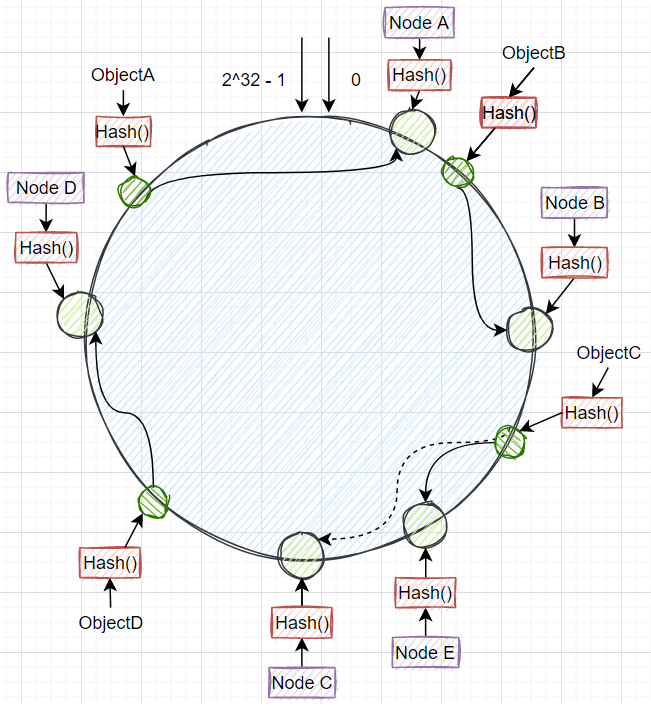 Node A
ObjectB
ObjectA
2^32 - 1
0
Hash()
Hash()
Hash()
Node D
Node B
Hash()
Hash()
ObjectC
Hash()
Hash()
ObjectD
Hash()
Hash()
Node E
Node C